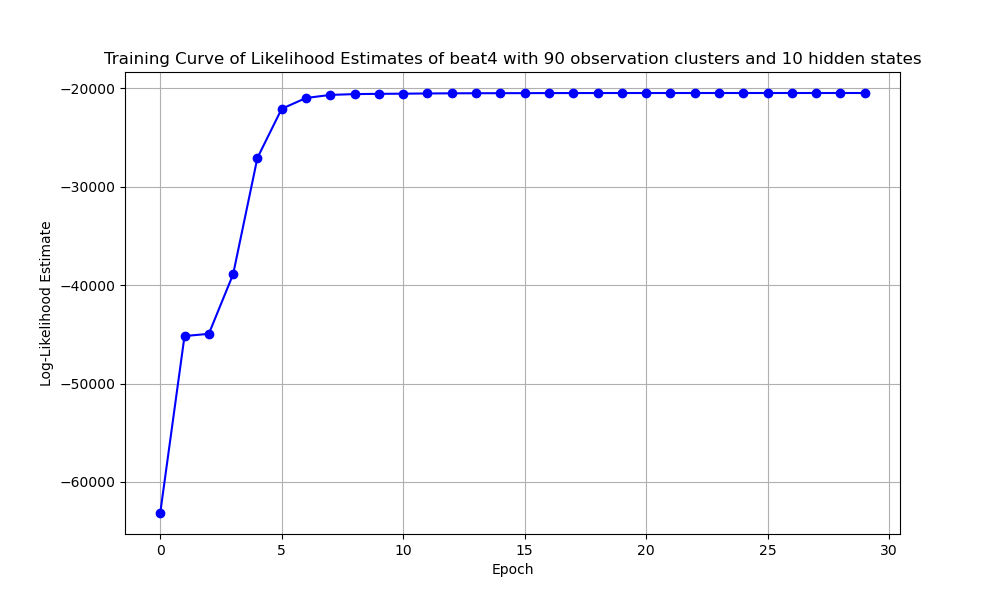 Training Curve of Likelihood Estimates of beat4 with 90 observation clusters and 10 hidden states
Log-Likelihood Estimate
−20000
−30000
−40000
−50000
−60000
0 5 10 15 20 25 30
Epoch